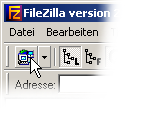 FileZilla version
Datei Bearbeiten
L F
Adresse: